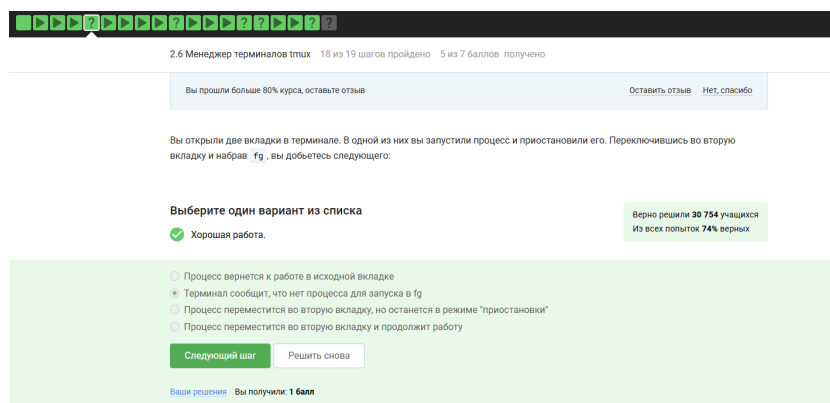 2.6 Менеджер терминалов tmux 18 из 19 шагов пройдено 5 из 7 баллов получено
Вы прошли больше 80% курса, оставьте отзыв Оставить отзыв Нет, спасибо
Вы открыли две вкладки в терминале. В одной из них вы запустили процесс и приостановили его. Переключившись во вторую
вкладку и набрав fg , вы добьетесь следующего:
Выберите один вариант из списка
Верно решили 30 754 учащихся
Из всех попыток 74% верных
Хорошая работа.
Процесс вернется к работе в исходной вкладке
Терминал сообщит, что нет процесса для запуска в fg
Процесс переместится во вторую вкладку, но останется в режиме "приостановки"
Процесс переместится во вторую вкладку и продолжит работу
Следующий шаг Решить снова
Ваши решения Вы получили: 1 балл